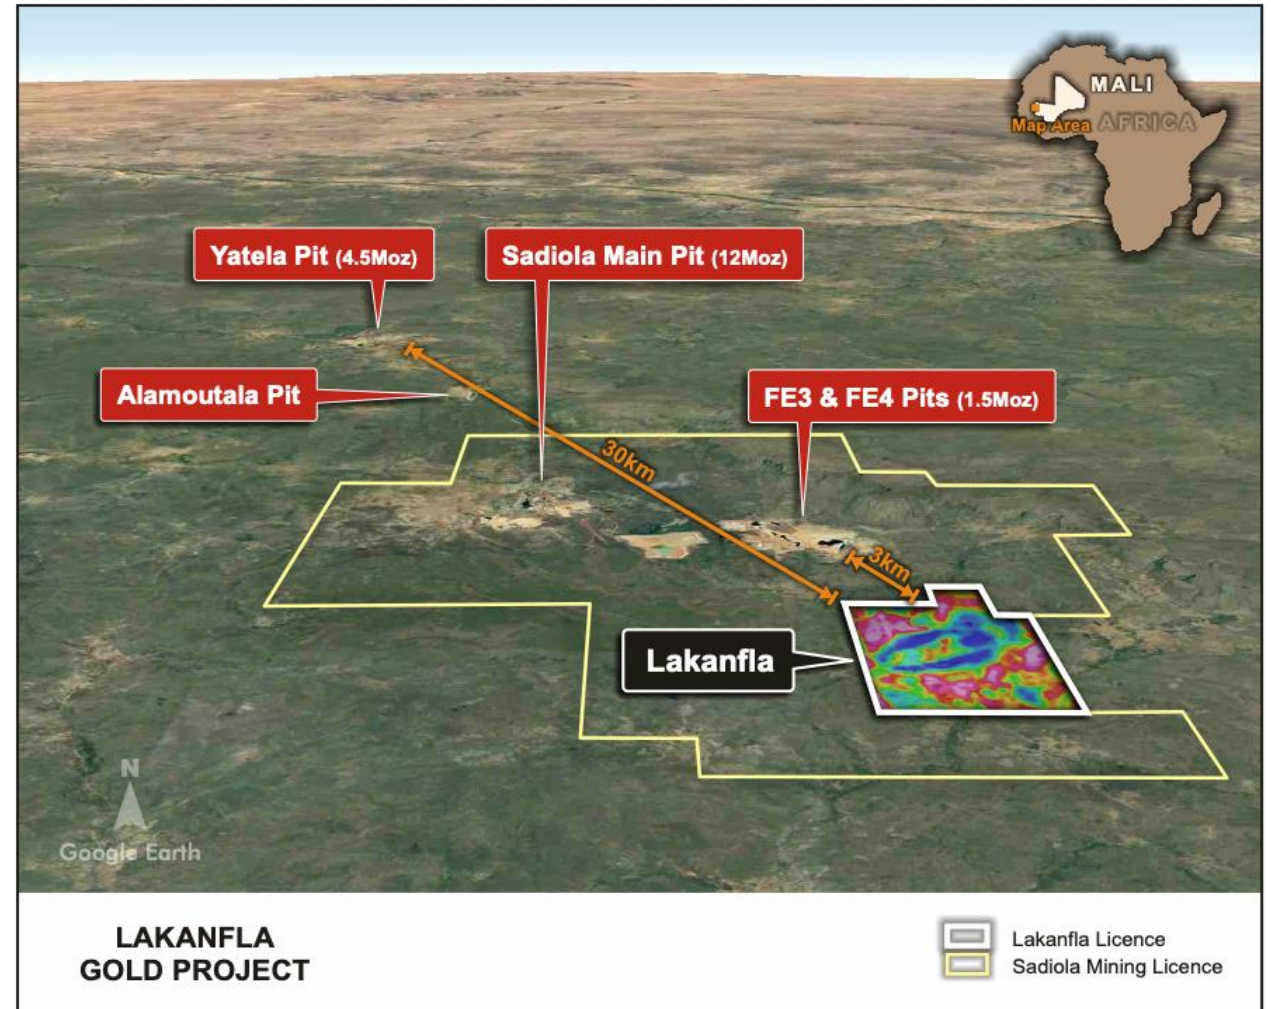 MALI
Map Area
AFRICA
Yatela Pit (4.5Moz)
Sadiola Main Pit (12Moz)
Alamoutala Pit
FE3 & FE4 Pits (1.5Moz)
30km
3km
Lakanfla
N
Google Earth
LAKANFLA
GOLD PROJECT
Lakanfla Licence
Sadiola Mining Licence